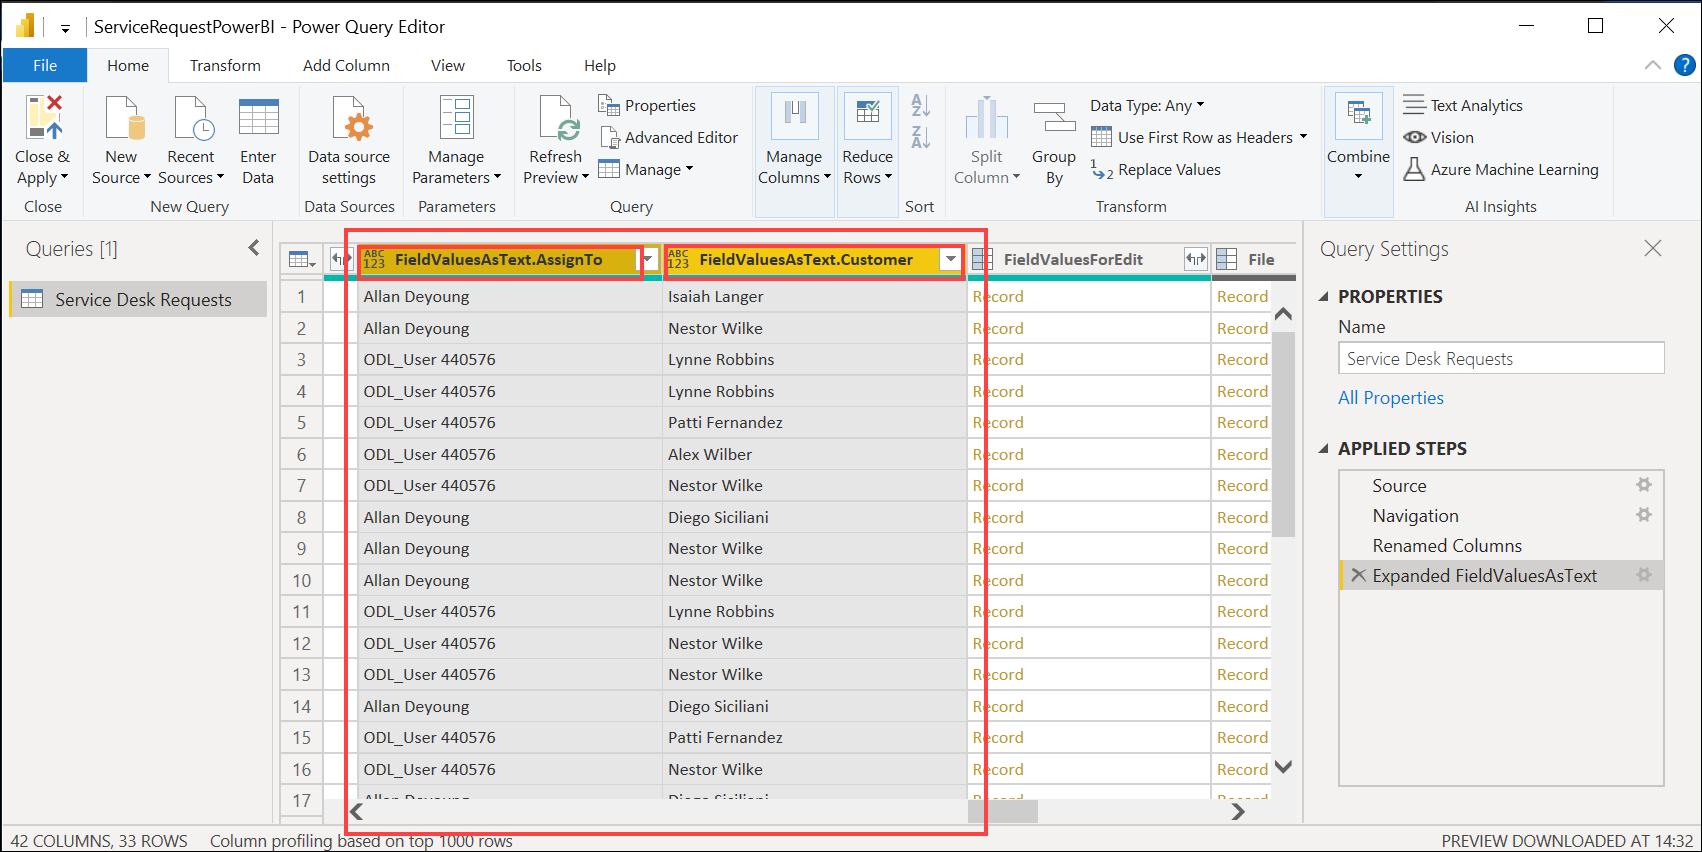 ServiceRequestPowerBI - Power Query Editor
File Home Transform Add Column View Tools Help
?
Close & Apply
New Source
Recent Sources
Enter Data
Data source settings
Manage Parameters
Refresh Preview
Properties
Advanced Editor
Manage
Manage Columns
Reduce Rows
A Z
Z A
Split Column
Group By
Data Type: Any
Use First Row as Headers
1 2 Replace Values
Combine
Text Analytics
Vision
Azure Machine Learning
Close New Query Data Sources Parameters Query Sort Transform AI Insights
Queries [1]
Service Desk Requests
ABC 123 FieldValuesAsText.AssignTo ABC 123 FieldValuesAsText.Customer FieldValuesForEdit File
1 Allan Deyoung Isaiah Langer Record Record
2 Allan Deyoung Nestor Wilke Record Record
3 ODL_User 440576 Lynne Robbins Record Record
4 ODL_User 440576 Lynne Robbins Record Record
5 ODL_User 440576 Patti Fernandez Record Record
6 ODL_User 440576 Alex Wilber Record Record
7 ODL_User 440576 Nestor Wilke Record Record
8 Allan Deyoung Diego Siciliani Record Record
9 Allan Deyoung Nestor Wilke Record Record
10 Allan Deyoung Nestor Wilke Record Record
11 ODL_User 440576 Lynne Robbins Record Record
12 ODL_User 440576 Nestor Wilke Record Record
13 ODL_User 440576 Nestor Wilke Record Record
14 Allan Deyoung Diego Siciliani Record Record
15 ODL_User 440576 Patti Fernandez Record Record
16 ODL_User 440576 Nestor Wilke Record Record
17
Query Settings
PROPERTIES
Name
Service Desk Requests
All Properties
APPLIED STEPS
Source
Navigation
Renamed Columns
Expanded FieldValuesAsText
42 COLUMNS, 33 ROWS Column profiling based on top 1000 rows PREVIEW DOWNLOADED AT 14:32